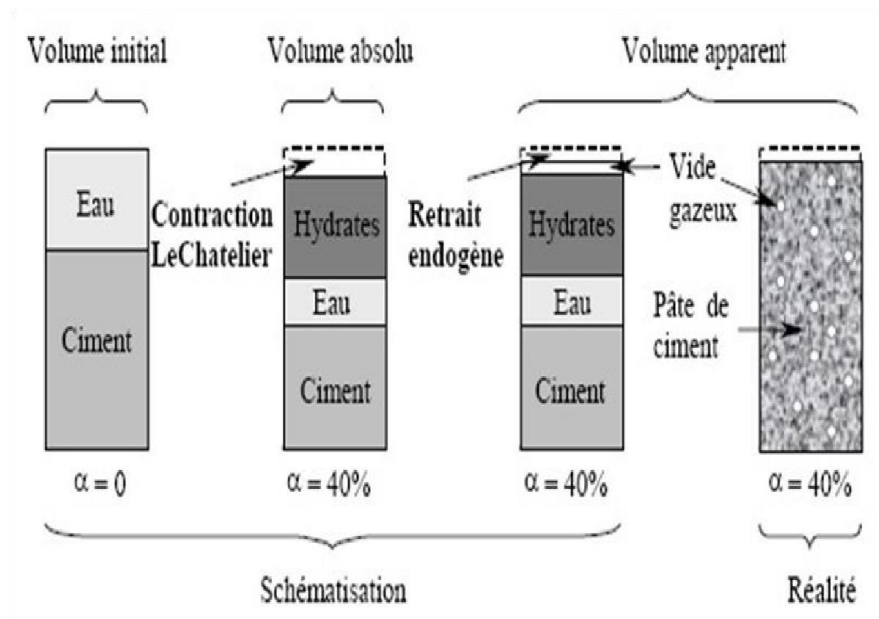 Volume initial
Volume absolu
Volume apparent
Eau
Ciment
Contraction
LeChatelier
Hydrates
Eau
Ciment
Retrait
endogène
Hydrates
Eau
Ciment
Vide
gazeux
Pâte de
ciment
α = 0
α = 40%
α = 40%
α = 40%
Schématisation
Réalité